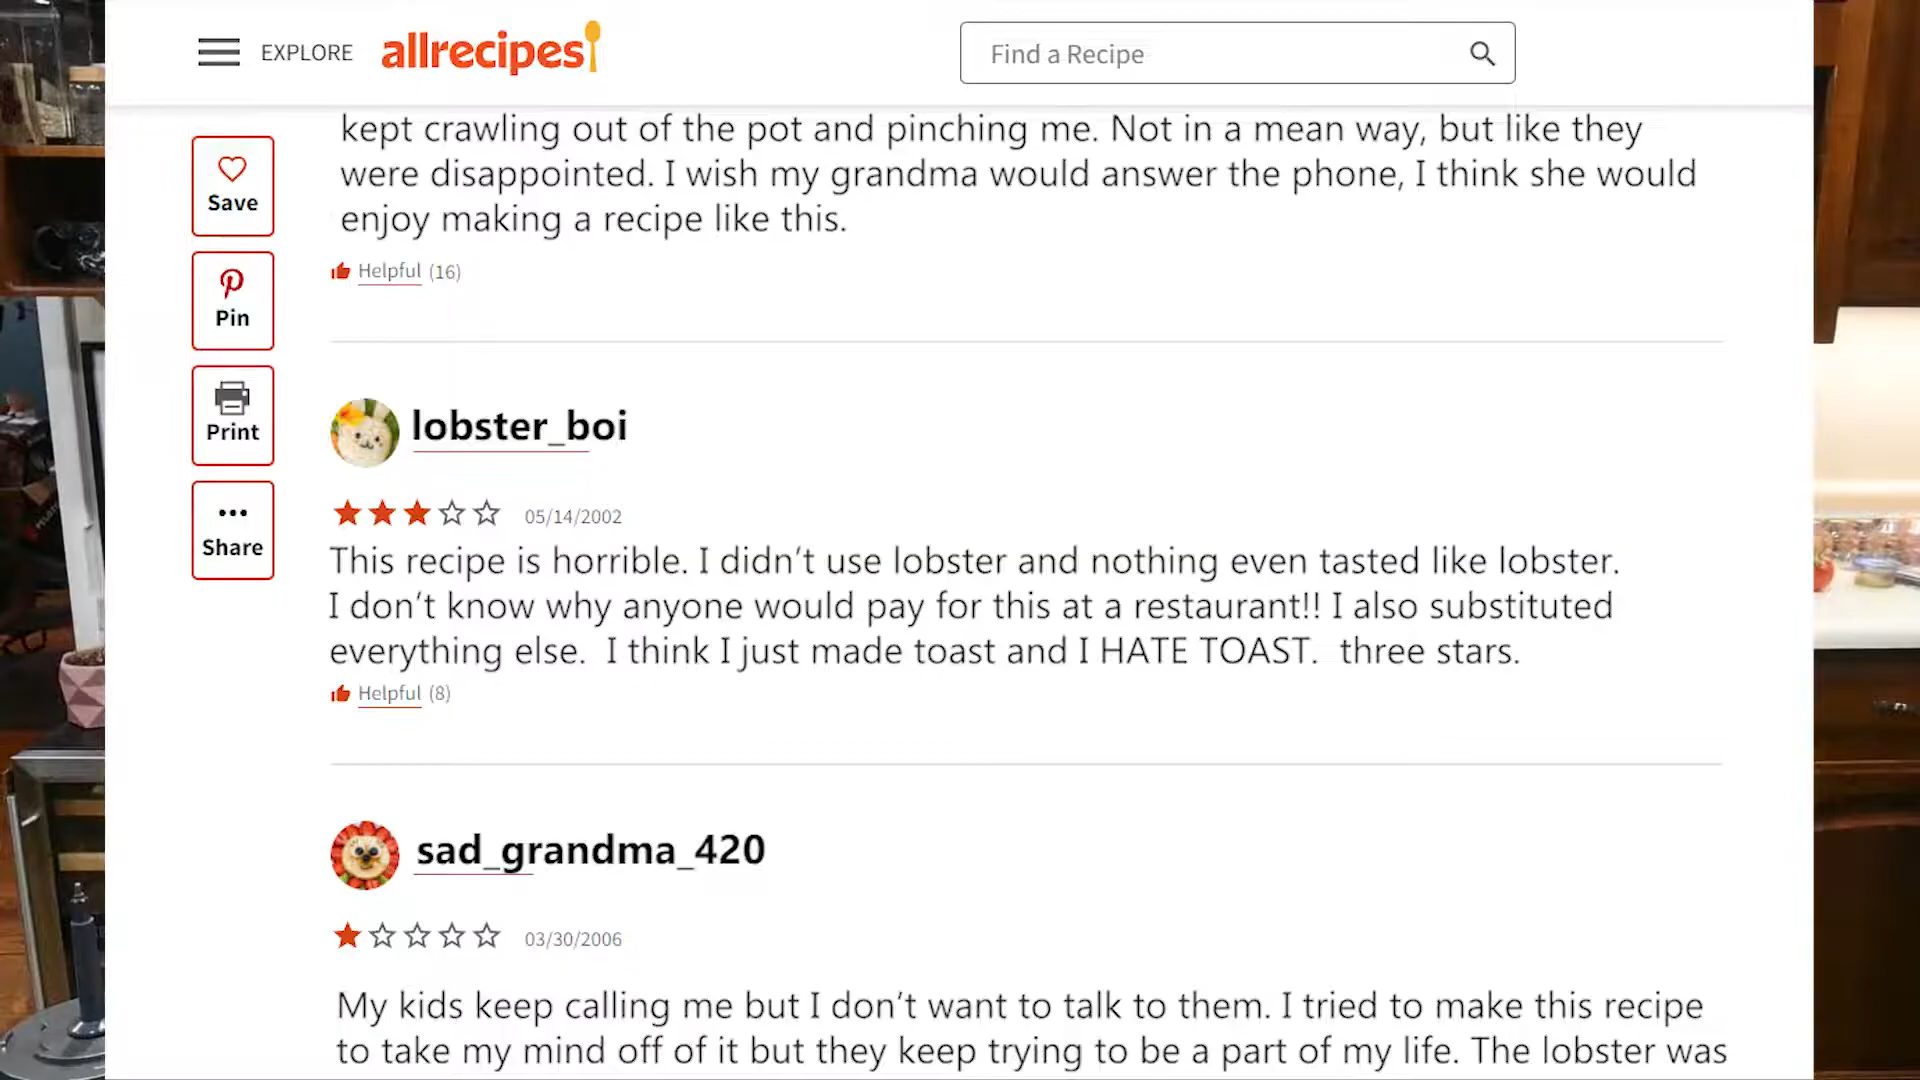 EXPLORE
allrecipes
Find a Recipe
kept crawling out of the pot and pinching me. Not in a mean way, but like they
were disappointed. I wish my grandma would answer the phone, I think she would
enjoy making a recipe like this.
Helpful (16)
Save
Pin
Print
Share
lobster_boi
05/14/2002
This recipe is horrible. I didn’t use lobster and nothing even tasted like lobster.
I don’t know why anyone would pay for this at a restaurant!! I also substituted
everything else.  I think I just made toast and I HATE TOAST.  three stars.
Helpful (8)
sad_grandma_420
03/30/2006
My kids keep calling me but I don’t want to talk to them. I tried to make this recipe
to take my mind off of it but they keep trying to be a part of my life. The lobster was